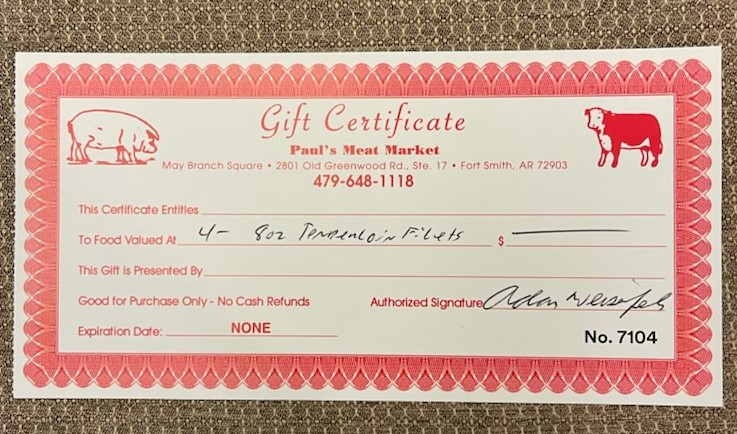 Gift Certificate
Paul's Meat Market
May Branch Square • 2801 Old Greenwood Rd., Ste. 17 • Fort Smith, AR 72903
479-648-1118
This Certificate Entitles
To Food Valued At 4- 8oz Tenderloin Filets $
This Gift is Presented By
Good for Purchase Only - No Cash Refunds Authorized Signature
Expiration Date: NONE
No. 7104